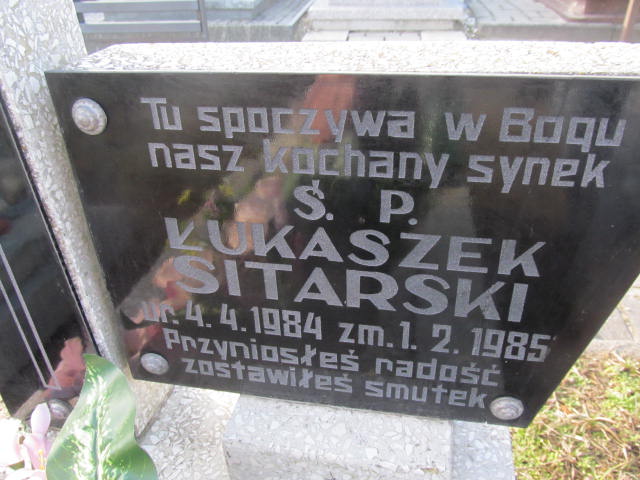 Tu spoczywa w Bogu
nasz kochany synek
Ś. P.
ŁUKASZEK
SITARSKI
ur. 4. 4. 1984 zm. 1. 2. 1985
Przyniosłeś radość
zostawiłeś smutek